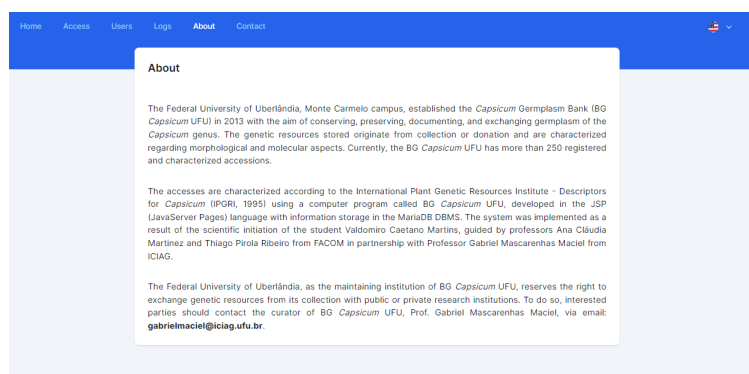 Home Access Users Logs About Contact
About
The Federal University of Uberlândia, Monte Carmelo campus, established the Capsicum Germplasm Bank (BG
Capsicum UFU) in 2013 with the aim of conserving, preserving, documenting, and exchanging germplasm of the
Capsicum genus. The genetic resources stored originate from collection or donation and are characterized
regarding morphological and molecular aspects. Currently, the BG Capsicum UFU has more than 250 registered
and characterized accessions.
The accesses are characterized according to the International Plant Genetic Resources Institute - Descriptors
for Capsicum (IPGRI, 1995) using a computer program called BG Capsicum UFU, developed in the JSP
(JavaServer Pages) language with information storage in the MariaDB DBMS. The system was implemented as a
result of the scientific initiation of the student Valdomiro Caetano Martins, guided by professors Ana Cláudia
Martinez and Thiago Pirola Ribeiro from FACOM in partnership with Professor Gabriel Mascarenhas Maciel from
ICIAG.
The Federal University of Uberlândia, as the maintaining institution of BG Capsicum UFU, reserves the right to
exchange genetic resources from its collection with public or private research institutions. To do so, interested
parties should contact the curator of BG Capsicum UFU, Prof. Gabriel Mascarenhas Maciel, via email:
gabrielmaciel@iciag.ufu.br.